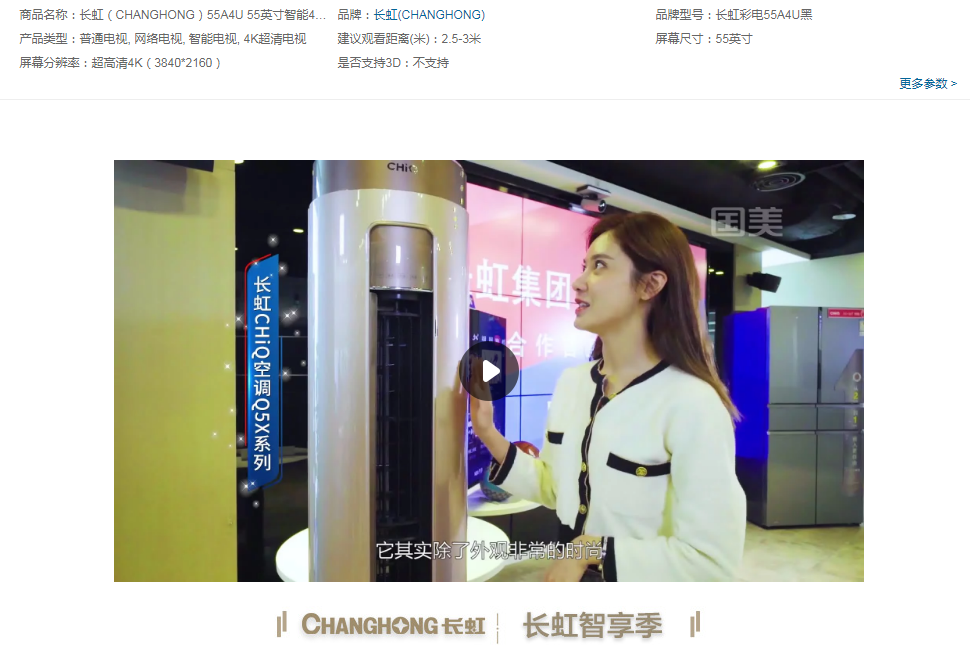 商品名称：长虹（CHANGHONG）55A4U 55英寸智能4... 品牌：长虹(CHANGHONG) 品牌型号：长虹彩电55A4U黑
产品类型：普通电视, 网络电视, 智能电视, 4K超清电视 建议观看距离(米)：2.5-3米 屏幕尺寸：55英寸
屏幕分辨率：超高清4K（3840*2160） 是否支持3D：不支持
更多参数 >
CHiQ
国美
长虹CHiQ空调Q5X系列
虹集团
合作
它其实除了外观非常的时尚
CHANGHONG长虹 长虹智享季